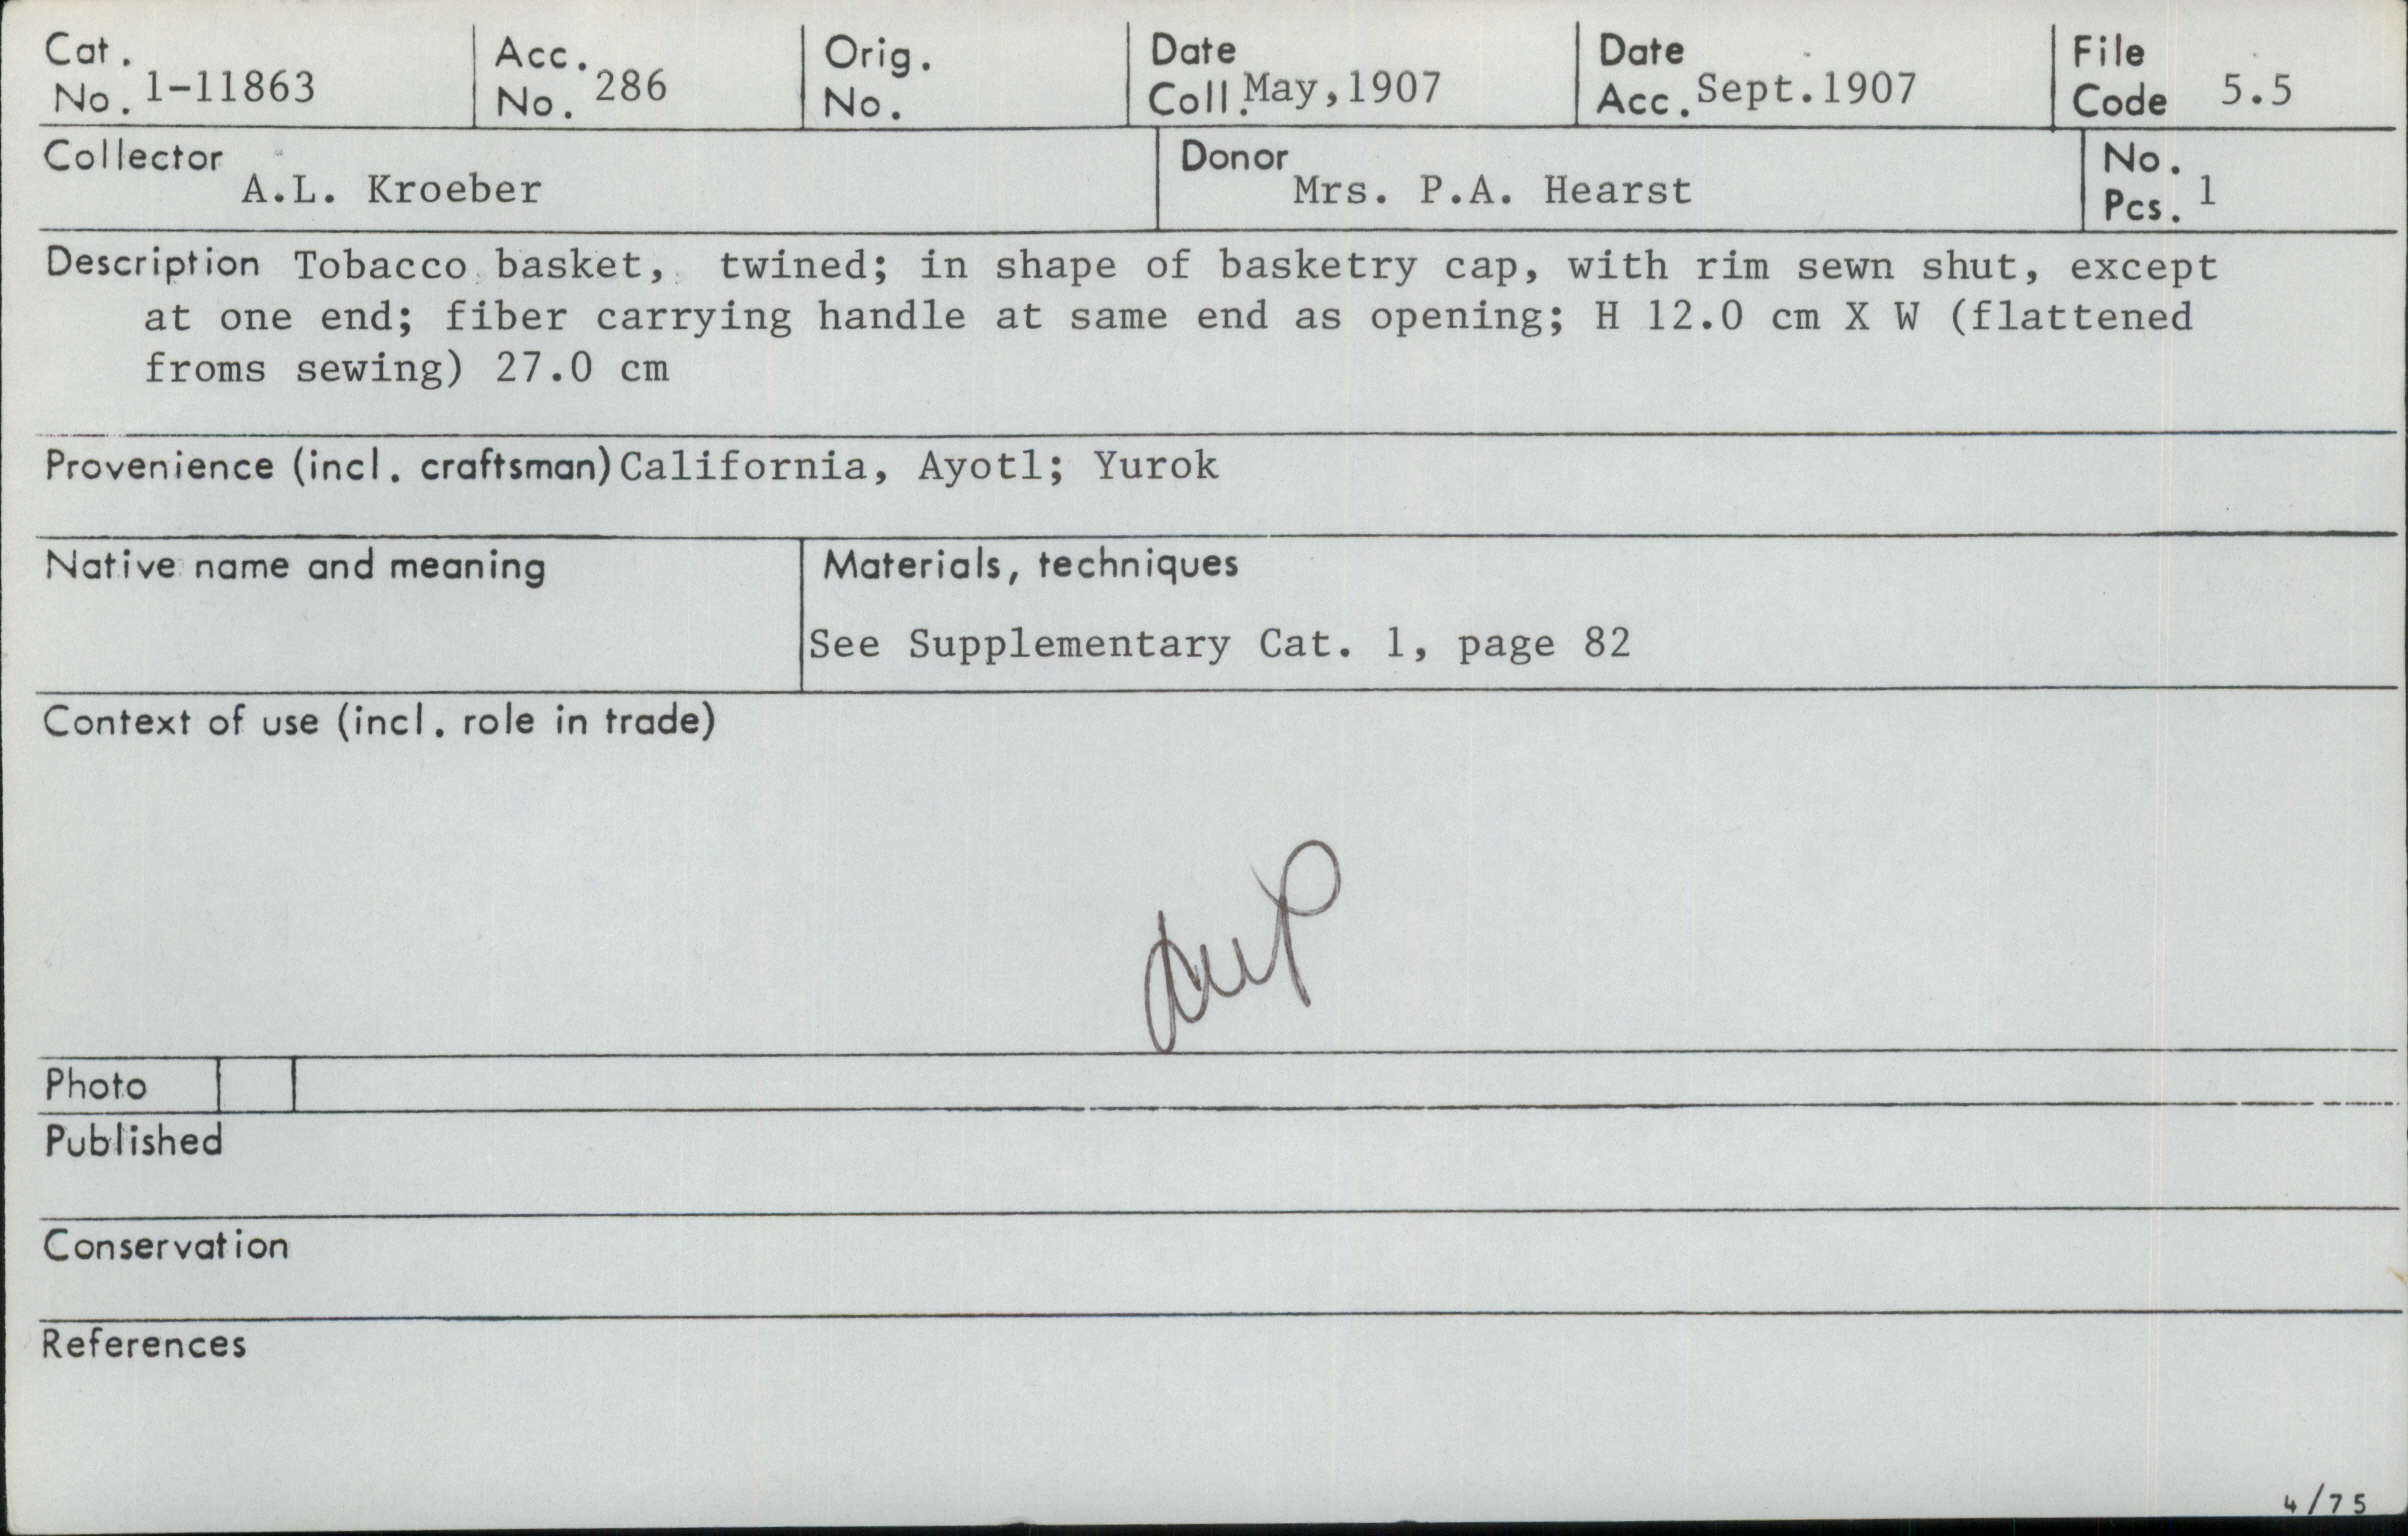 Cat. No. 1-11863 Acc. No. 286 Orig. No. Date Coll. May, 1907 Date Acc. Sept. 1907 File Code 5.5
Collector A.L. Kroeber Donor Mrs. P.A. Hearst No. Pcs. 1
Description Tobacco basket, twined; in shape of basketry cap, with rim sewn shut, except
at one end; fiber carrying handle at same end as opening; H 12.0 cm X W (flattened
froms sewing) 27.0 cm
Provenience (incl. craftsman) California, Ayotl; Yurok
Native name and meaning Materials, techniques
See Supplementary Cat. 1, page 82
Context of use (incl. role in trade)
Photo
Published
Conservation
References
4/75